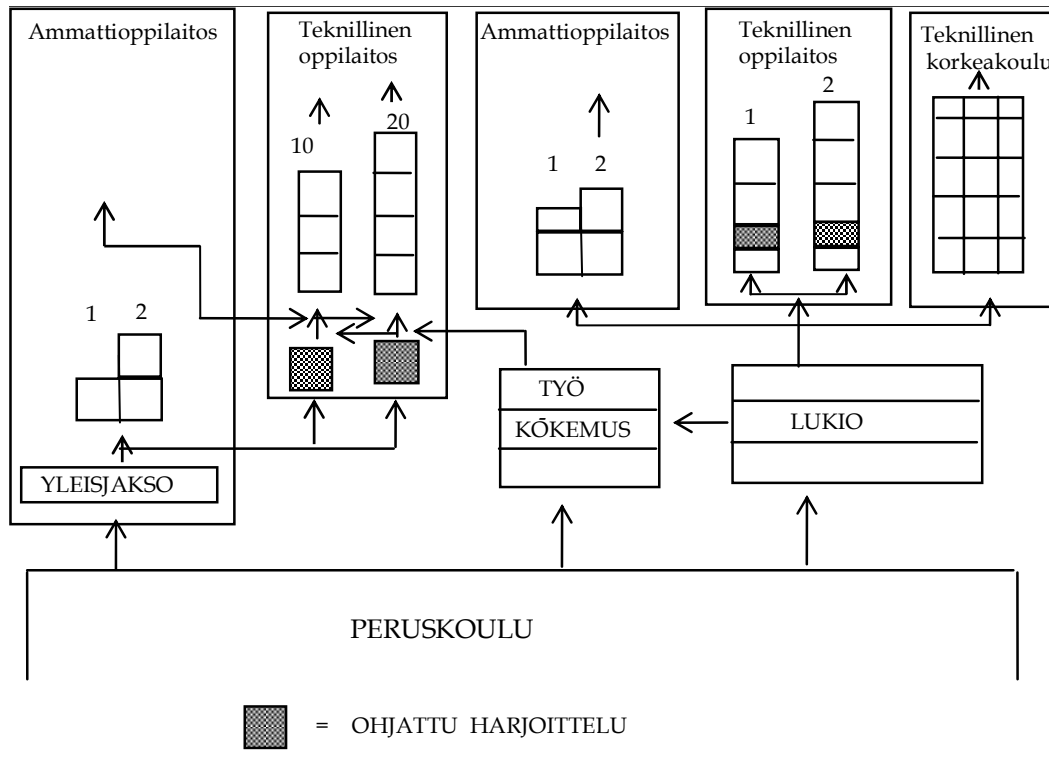 Ammattioppilaitos
Teknillinen
oppilaitos
Ammattioppilaitos
Teknillinen
oppilaitos
Teknillinen
korkeakoulu
10
20
1 2
1
2
1 2
TYÖ
KŌKEMUS
LUKIO
YLEISJAKSO
PERUSKOULU
= OHJATTU HARJOITTELU